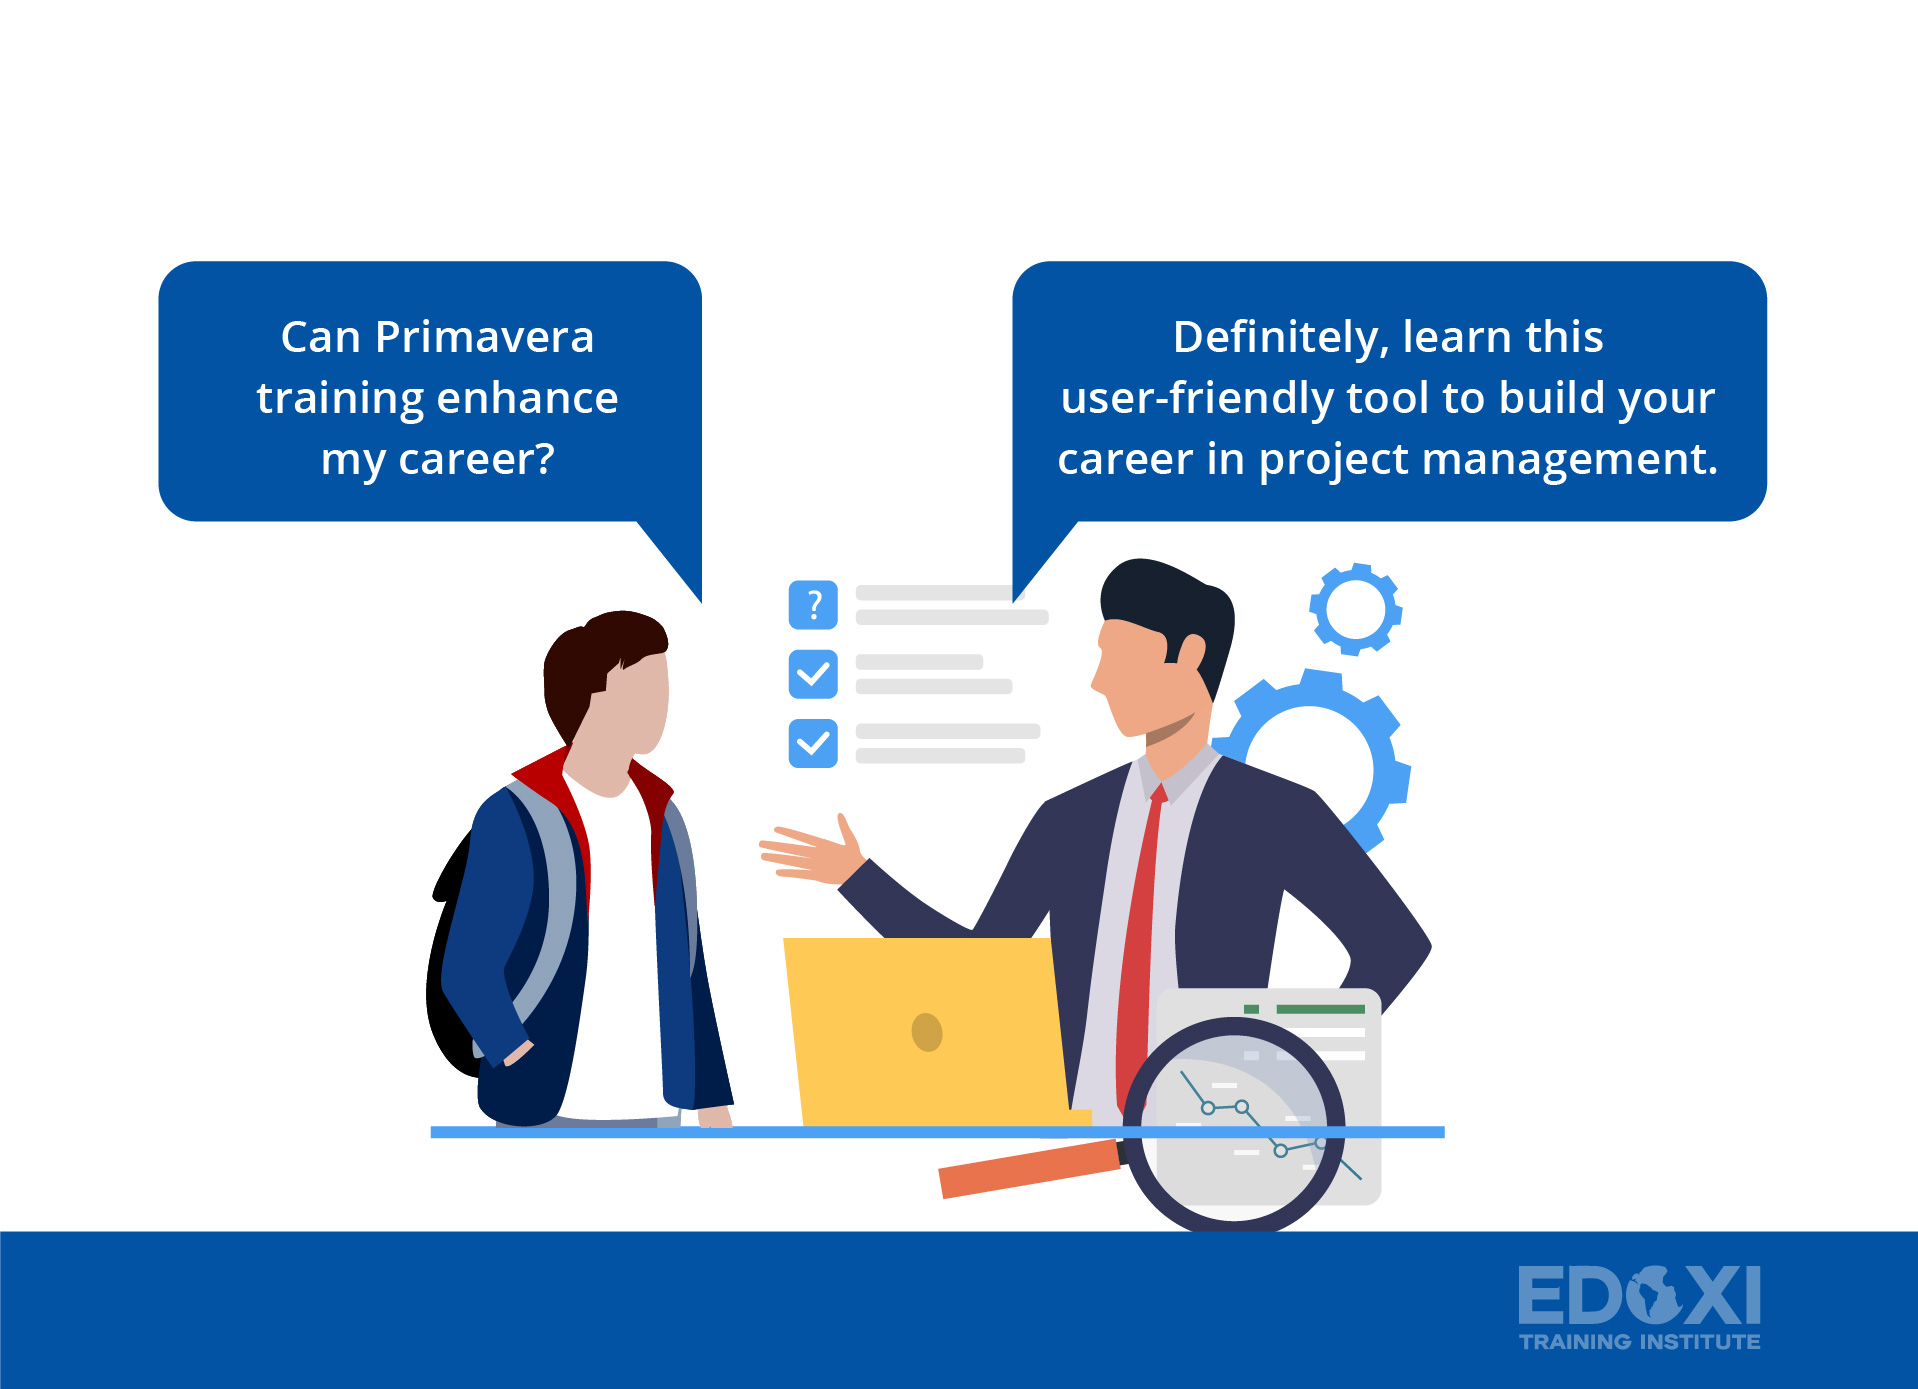 Can Primavera
training enhance
my career?
Definitely, learn this
user-friendly tool to build your
career in project management.
?
EDOXI
TRAINING INSTITUTE